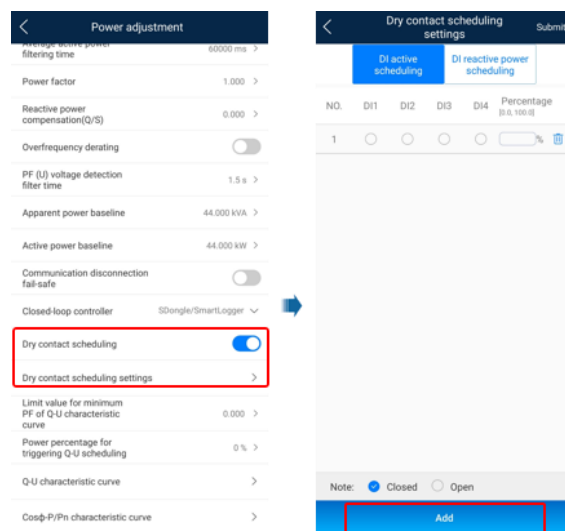 Power adjustment
Average active power
filtering time
60000 ms
Power factor
1.000
Reactive power
compensation(Q/S)
0.000
Overfrequency derating
PF (U) voltage detection
filter time
1.5 s
Apparent power baseline
44.000 kVA
Active power baseline
44.000 kW
Communication disconnection
fail-safe
Closed-loop controller
SDongle/SmartLogger
Dry contact scheduling
Dry contact scheduling settings
Limit value for minimum
PF of Q-U characteristic
curve
0.000
Power percentage for
triggering Q-U scheduling
0 %
Q-U characteristic curve
Cosф-P/Pn characteristic curve
Dry contact scheduling
settings
Submit
DI active
scheduling
DI reactive power
scheduling
NO. DI1 DI2 DI3 DI4 Percentage
[0.0, 100.0]
1 %
Note: Closed Open
Add